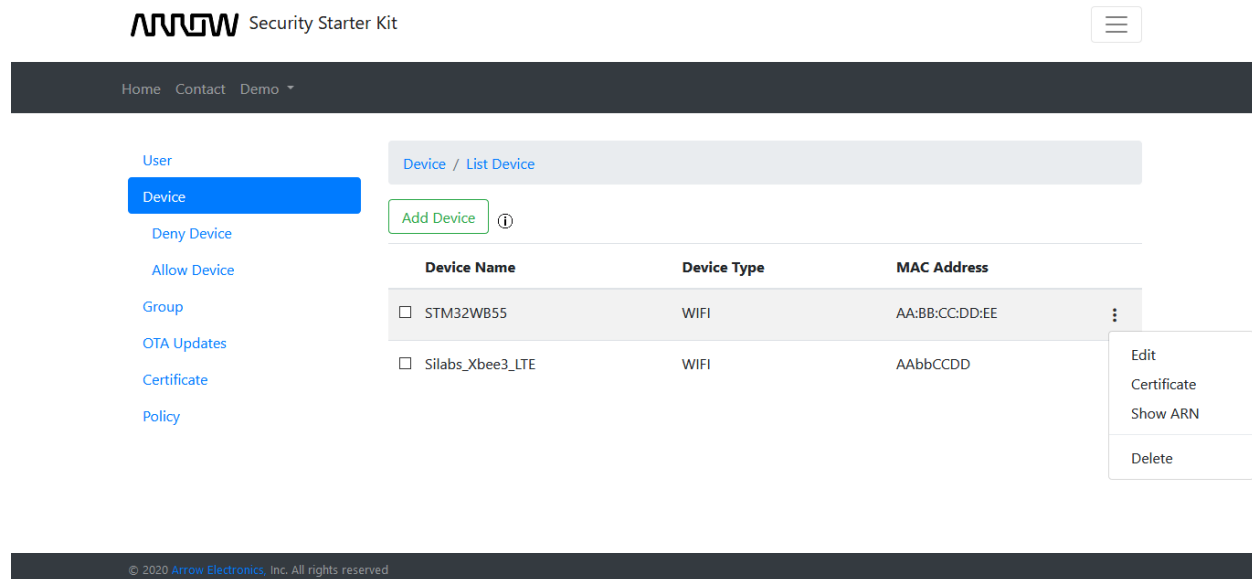 ARROW Security Starter Kit
Home Contact Demo
User
Device
Deny Device
Allow Device
Group
OTA Updates
Certificate
Policy
Device / List Device
Add Device
Device Name Device Type MAC Address
STM32WB55 WIFI AA:BB:CC:DD:EE
Silabs_Xbee3_LTE WIFI AAbbCCDD
Edit
Certificate
Show ARN
Delete
© 2020 Arrow Electronics, Inc. All rights reserved